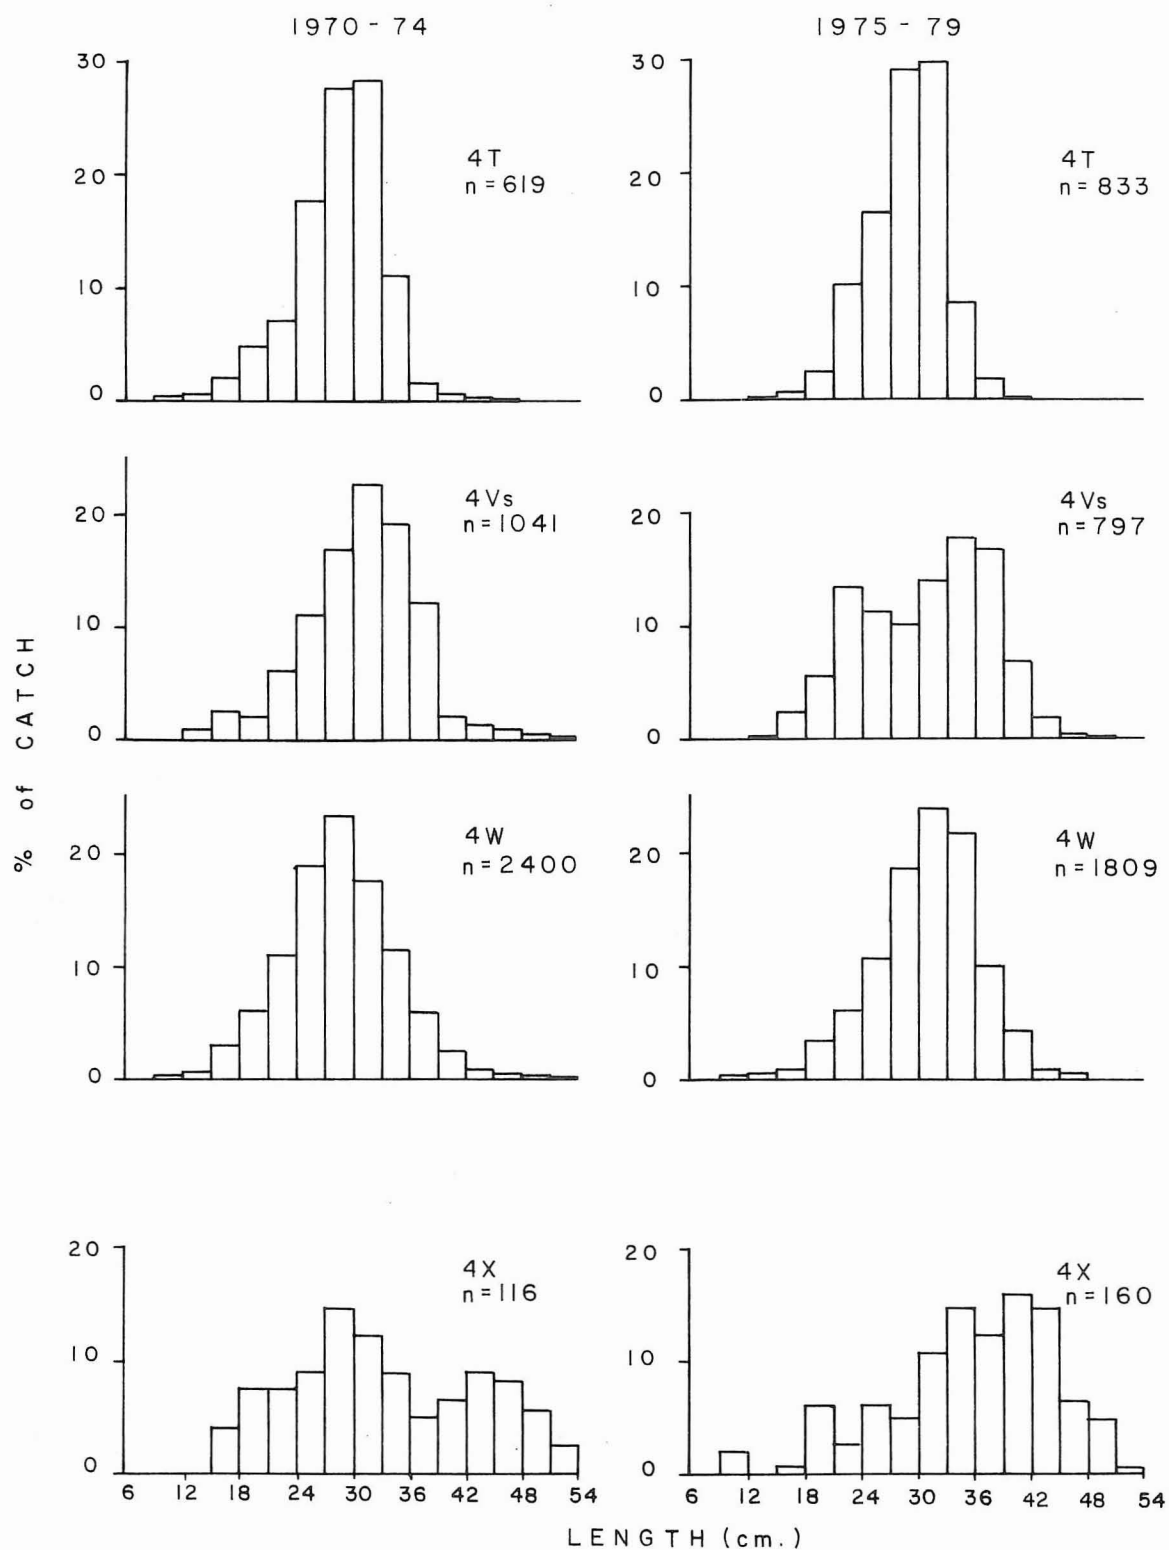 1970 - 74
1975 - 79
30
20
10
0
4T
n = 619
30
20
10
0
4T
n = 833
20
10
0
4Vs
n = 1041
20
10
0
4Vs
n = 797
% of CATCH
20
10
0
4W
n = 2400
20
10
0
4W
n = 1809
20
10
0
4X
n = 116
20
10
0
4X
n = 160
6 12 18 24 30 36 42 48 54
6 12 18 24 30 36 42 48 54
LENGTH (cm.)